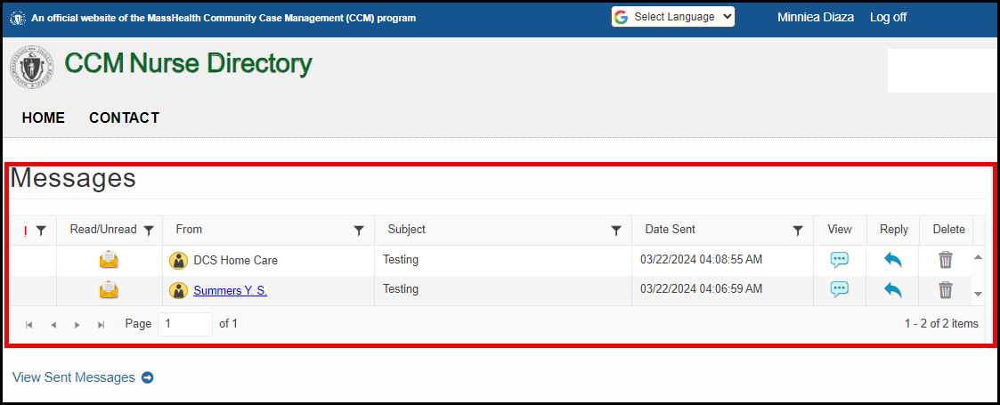 An official website of the MassHealth Community Case Management (CCM) program
Select Language
Minniea Diaza
Log off
CCM Nurse Directory
HOME
CONTACT
Messages
! Read/Unread From Subject Date Sent View Reply Delete
DCS Home Care Testing 03/22/2024 04:08:55 AM
Summers Y. S. Testing 03/22/2024 04:06:59 AM
Page 1 of 1
1 - 2 of 2 items
View Sent Messages